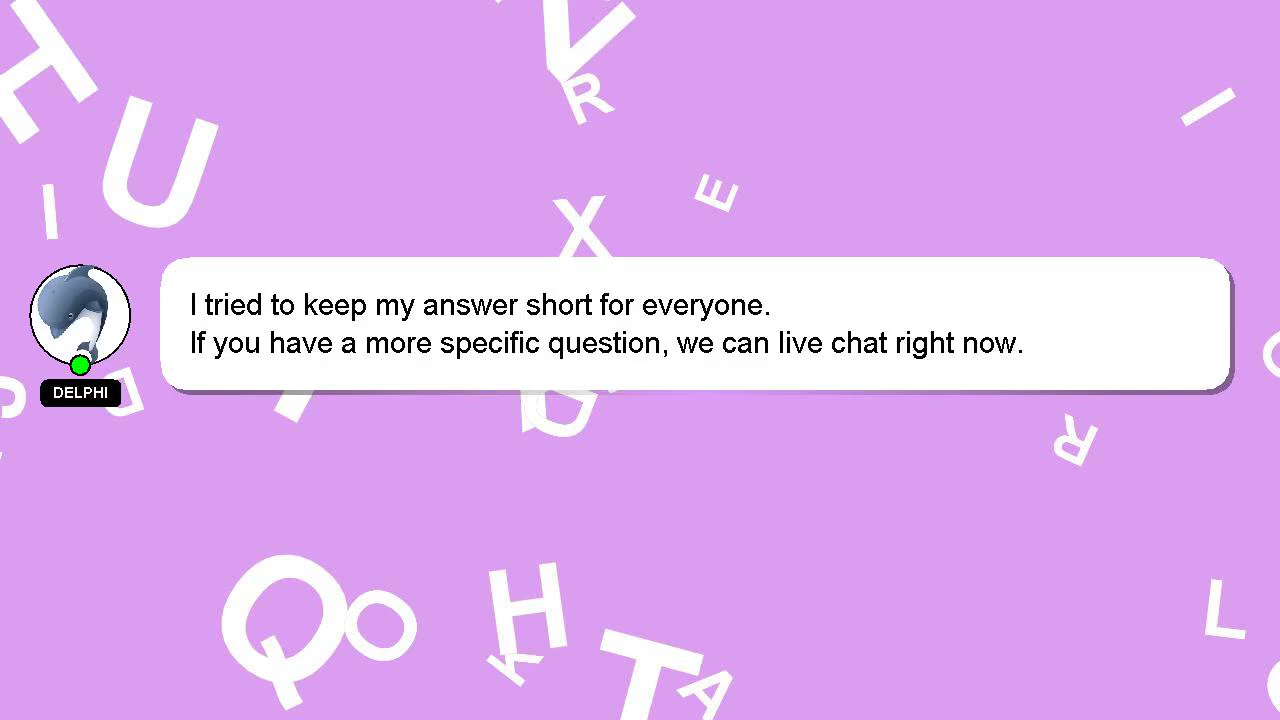 H
V
U
R
I
E
I
X
I tried to keep my answer short for everyone.
If you have a more specific question, we can live chat right now.
DELPHI
D
R
Q
O
H
K
T
A
L